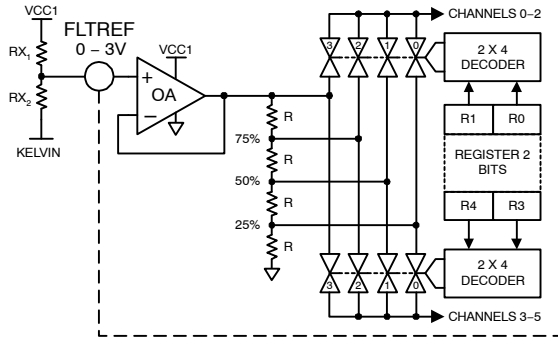 VCC1
CHANNELS 0–2
RX1
FLTREF
0 – 3V
VCC1
3
2
1
0
2 X 4
DECODER
+
OA
–
RX2
R
R1
R0
75%
KELVIN
R
REGISTER 2
BITS
50%
R
R4
R3
25%
R
3
2
1
0
2 X 4
DECODER
CHANNELS 3–5